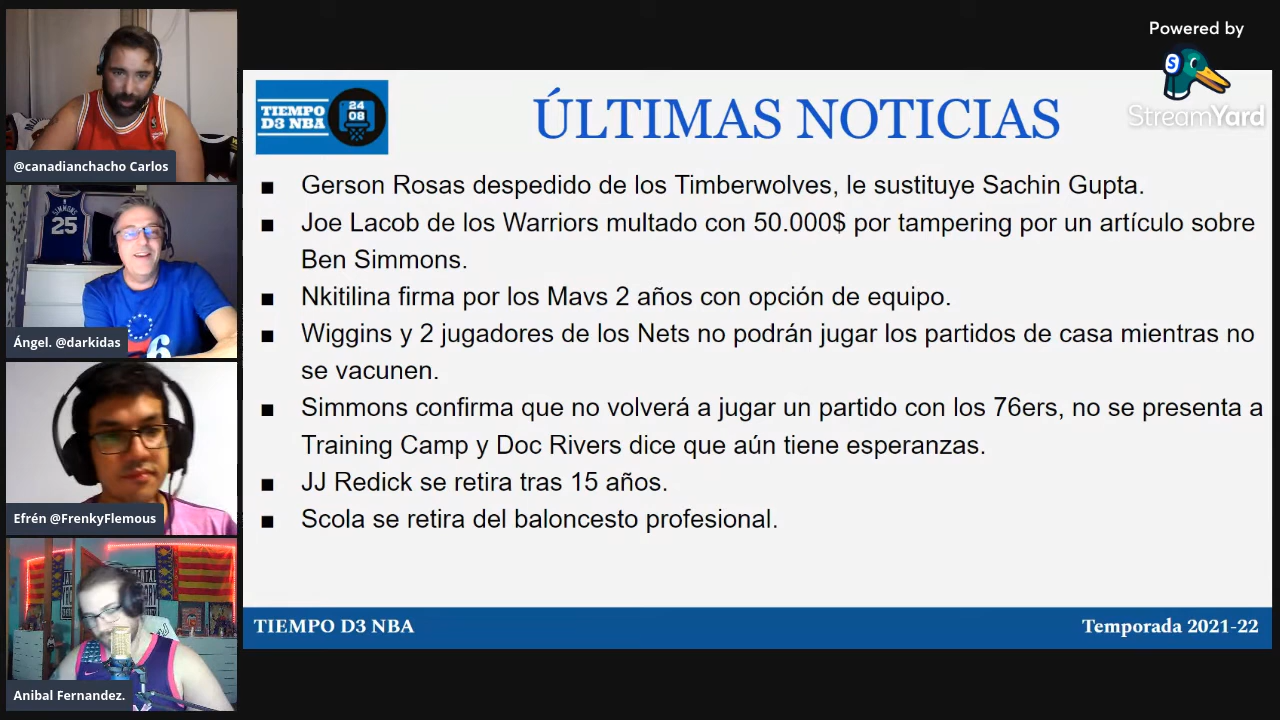 Powered by
StreamYard
TIEMPO
D3 NBA
24
08
ÚLTIMAS NOTICIAS
■ Gerson Rosas despedido de los Timberwolves, le sustituye Sachin Gupta.
■ Joe Lacob de los Warriors multado con 50.000$ por tampering por un artículo sobre
Ben Simmons.
■ Nkitilina firma por los Mavs 2 años con opción de equipo.
■ Wiggins y 2 jugadores de los Nets no podrán jugar los partidos de casa mientras no
se vacunen.
■ Simmons confirma que no volverá a jugar un partido con los 76ers, no se presenta a
Training Camp y Doc Rivers dice que aún tiene esperanzas.
■ JJ Redick se retira tras 15 años.
■ Scola se retira del baloncesto profesional.
TIEMPO D3 NBA
Temporada 2021-22
@canadianchacho Carlos
SIMMONS
25
Ángel. @darkidas
Efrén @FrenkyFlemous
Anibal Fernandez.